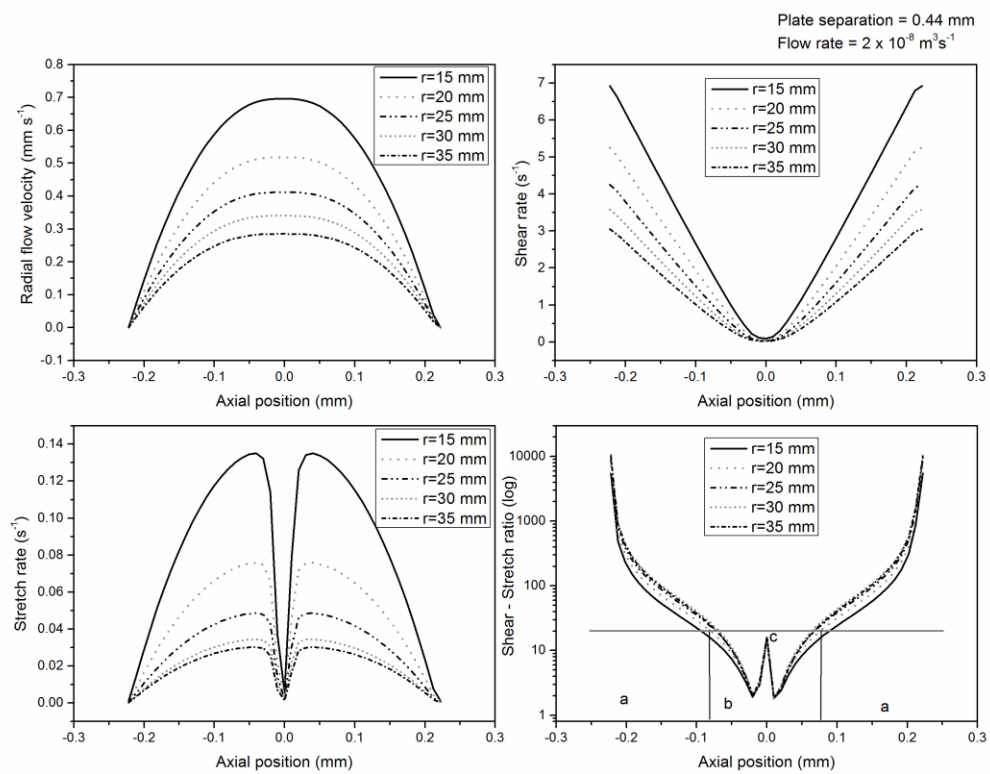 Plate separation = 0.44 mm
Flow rate = 2 x 10⁻⁸ m³s⁻¹
Radial flow velocity (mm s⁻¹)
0.8
0.7
0.6
0.5
0.4
0.3
0.2
0.1
0.0
-0.1
r=15 mm
r=20 mm
r=25 mm
r=30 mm
r=35 mm
-0.3 -0.2 -0.1 0.0 0.1 0.2 0.3
Axial position (mm)
Shear rate (s⁻¹)
7
6
5
4
3
2
1
0
r=15 mm
r=20 mm
r=25 mm
r=30 mm
r=35 mm
-0.3 -0.2 -0.1 0.0 0.1 0.2 0.3
Axial position (mm)
Stretch rate (s⁻¹)
0.14
0.12
0.10
0.08
0.06
0.04
0.02
0.00
r=15 mm
r=20 mm
r=25 mm
r=30 mm
r=35 mm
-0.3 -0.2 -0.1 0.0 0.1 0.2 0.3
Axial position (mm)
Shear - Stretch ratio (log)
10000
1000
100
10
1
r=15 mm
r=20 mm
r=25 mm
r=30 mm
r=35 mm
c
a b a
-0.3 -0.2 -0.1 0.0 0.1 0.2 0.3
Axial position (mm)